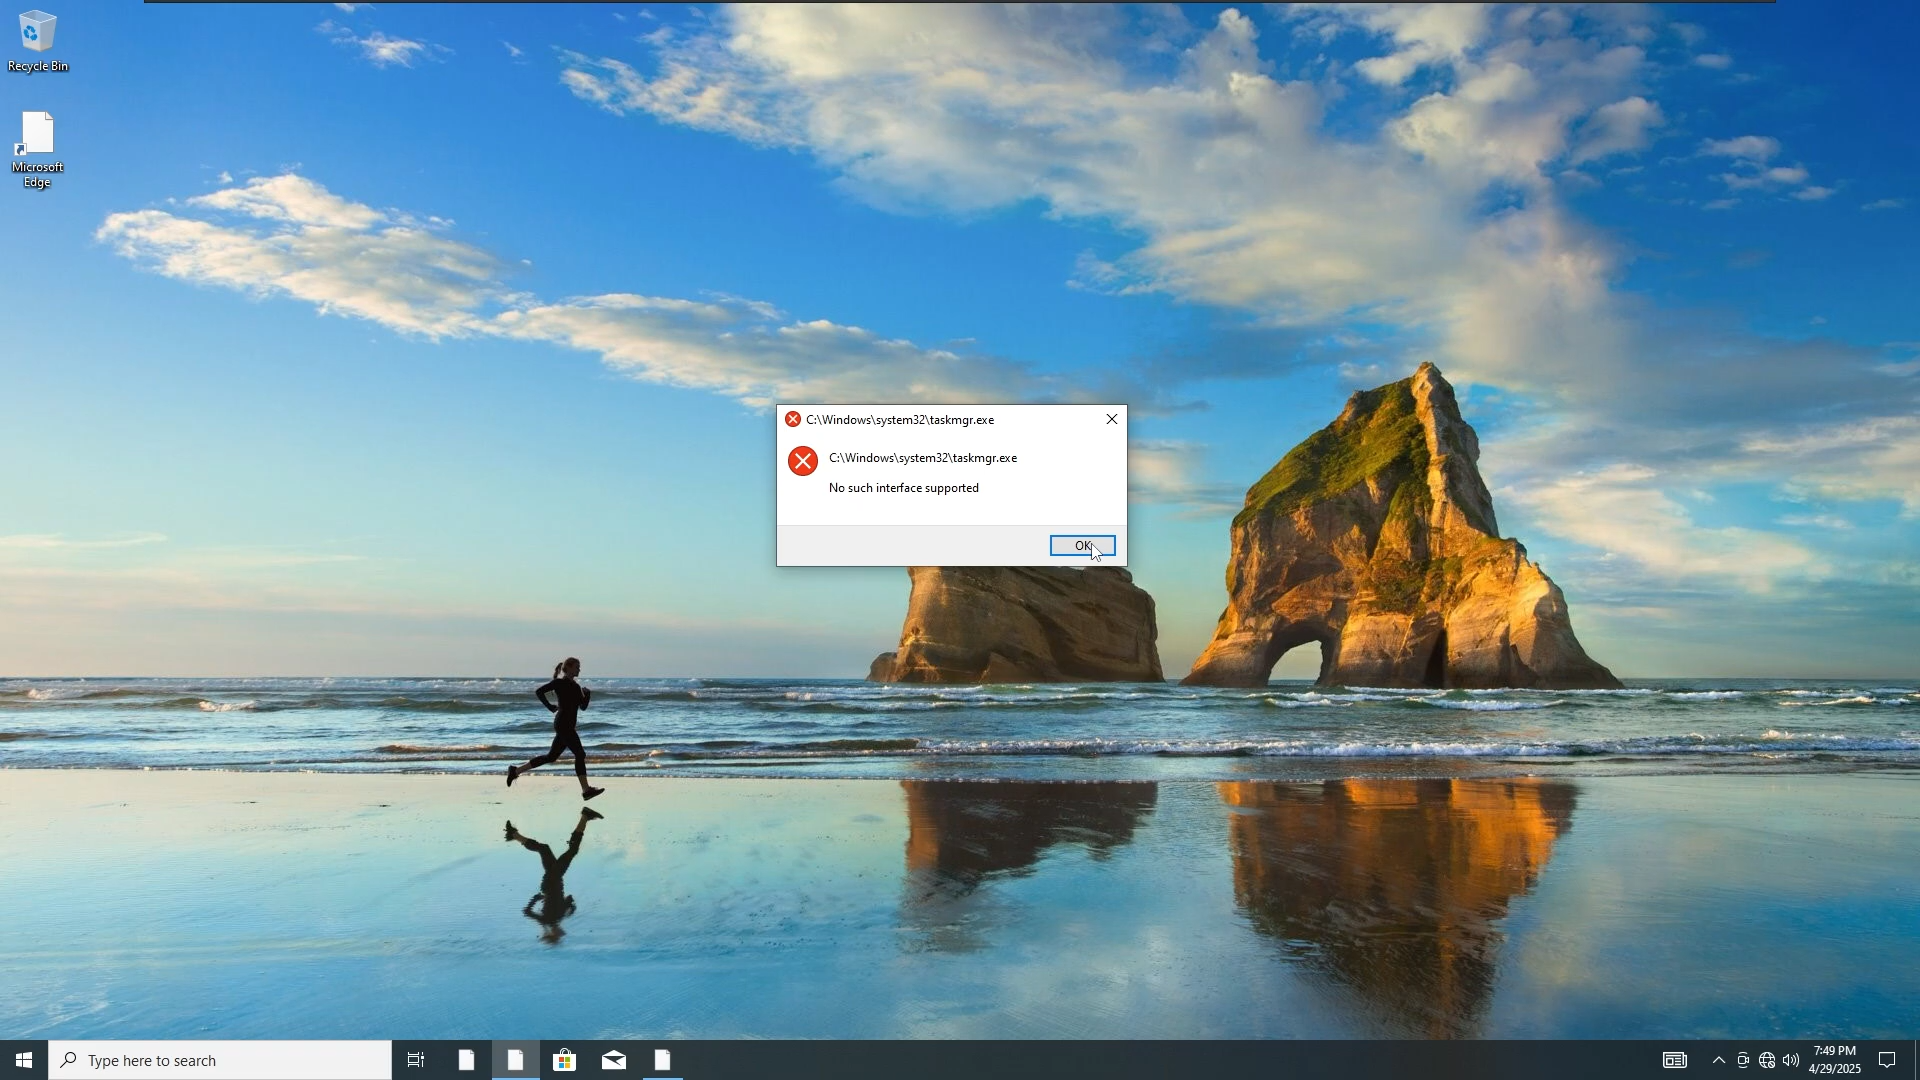 Recycle Bin
Microsoft
Edge
C:\Windows\system32\taskmgr.exe
C:\Windows\system32\taskmgr.exe
No such interface supported
OK
Type here to search
7:49 PM
4/29/2025